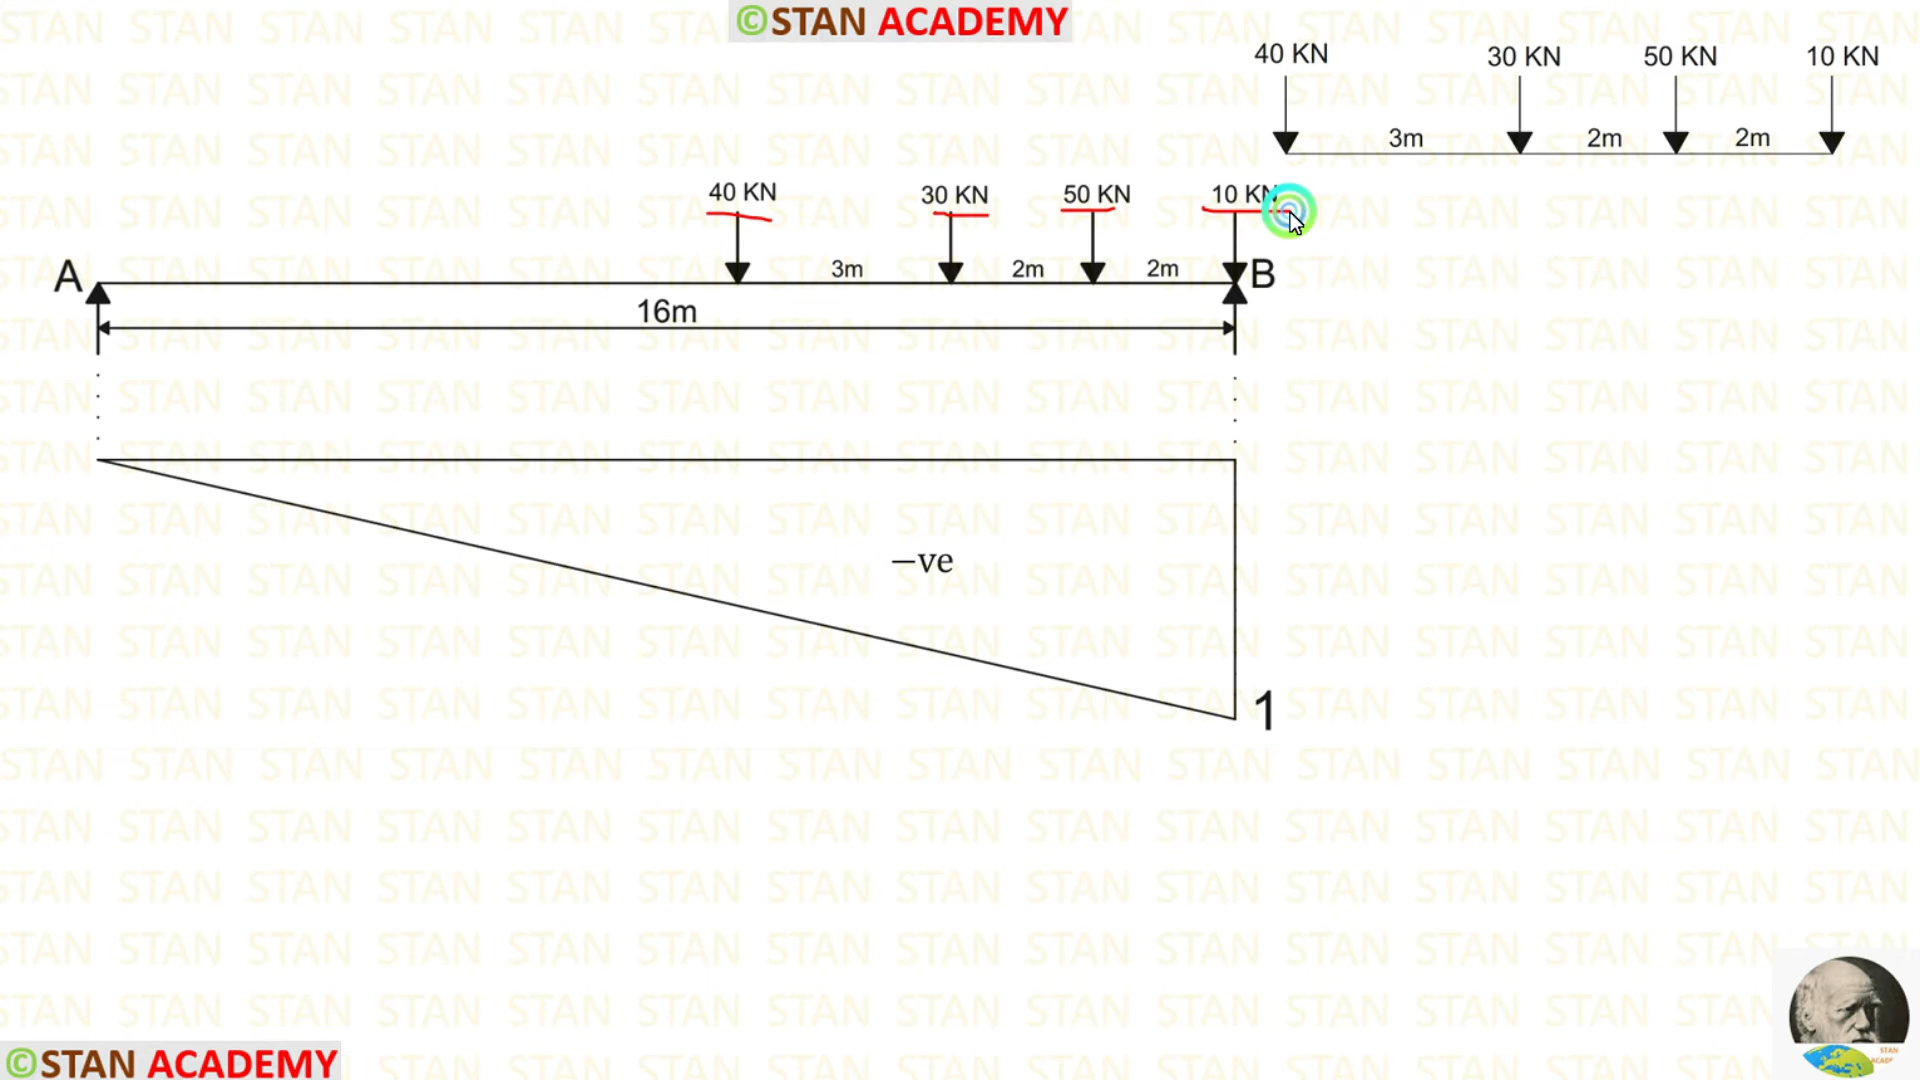 ©STAN ACADEMY
40 KN 30 KN 50 KN 10 KN
3m 2m 2m
40 KN 30 KN 50 KN 10 KN
A 3m 2m 2m B
16m
–ve
1
©STAN ACADEMY